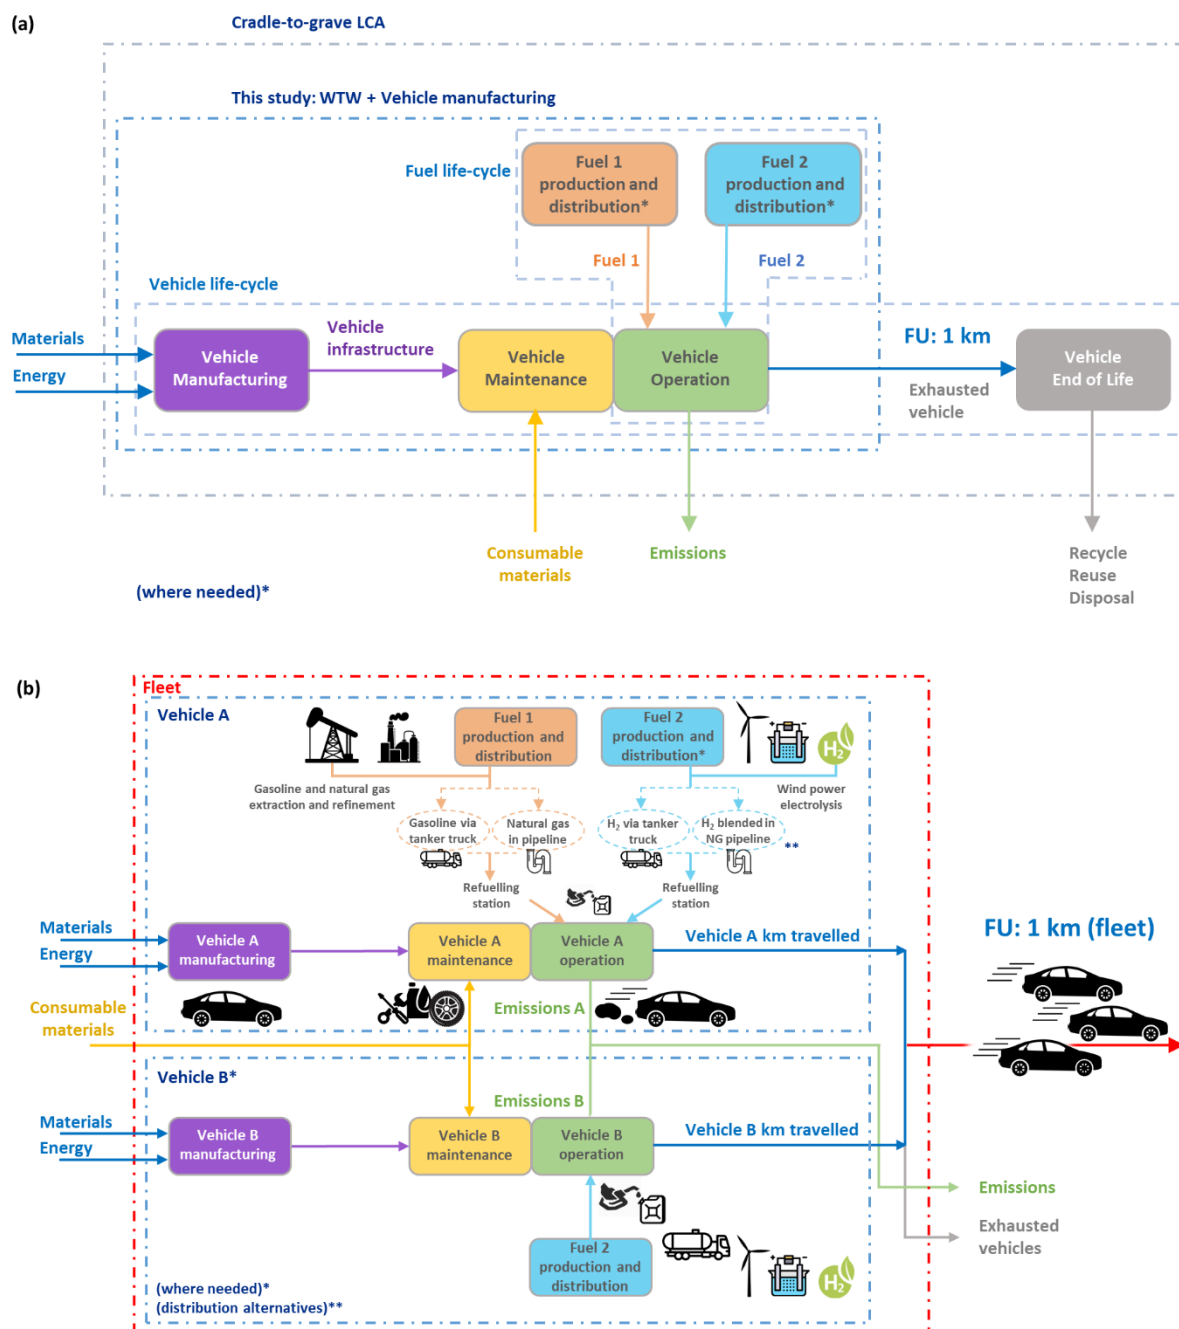 (a)
Cradle-to-grave LCA
This study: WTW + Vehicle manufacturing
Fuel life-cycle
Fuel 1
production and
distribution*
Fuel 2
production and
distribution*
Fuel 1
Fuel 2
Vehicle life-cycle
Materials
Energy
Vehicle
Manufacturing
Vehicle
infrastructure
Vehicle
Maintenance
Vehicle
Operation
FU: 1 km
Exhausted
vehicle
Vehicle
End of Life
Consumable
materials
Emissions
Recycle
Reuse
Disposal
(where needed)*
(b)
Fleet
Vehicle A
Fuel 1
production and
distribution
Fuel 2
production and
distribution*
H2
Gasoline and natural gas
extraction and refinement
Wind power
electrolysis
Gasoline via
tanker truck
Natural gas
in pipeline
H2 via tanker
truck
H2 blended in
NG pipeline
**
Refuelling
station
Refuelling
station
Materials
Energy
Vehicle A
manufacturing
Vehicle A
maintenance
Vehicle A
operation
Vehicle A km travelled
FU: 1 km (fleet)
Consumable
materials
Emissions A
Vehicle B*
Emissions B
Materials
Energy
Vehicle B
manufacturing
Vehicle B
maintenance
Vehicle B
operation
Vehicle B km travelled
Emissions
Exhausted
vehicles
Fuel 2
production and
distribution
H2
(where needed)*
(distribution alternatives)**